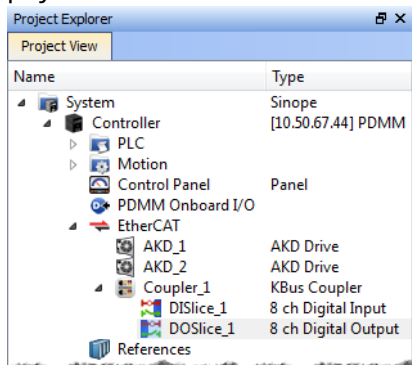 Project Explorer
Project View
Name Type
System Sinope
Controller [10.50.67.44] PDMM
PLC
Motion
Control Panel Panel
PDMM Onboard I/O
EtherCAT
AKD_1 AKD Drive
AKD_2 AKD Drive
Coupler_1 KBus Coupler
DISlice_1 8 ch Digital Input
DOSlice_1 8 ch Digital Output
References